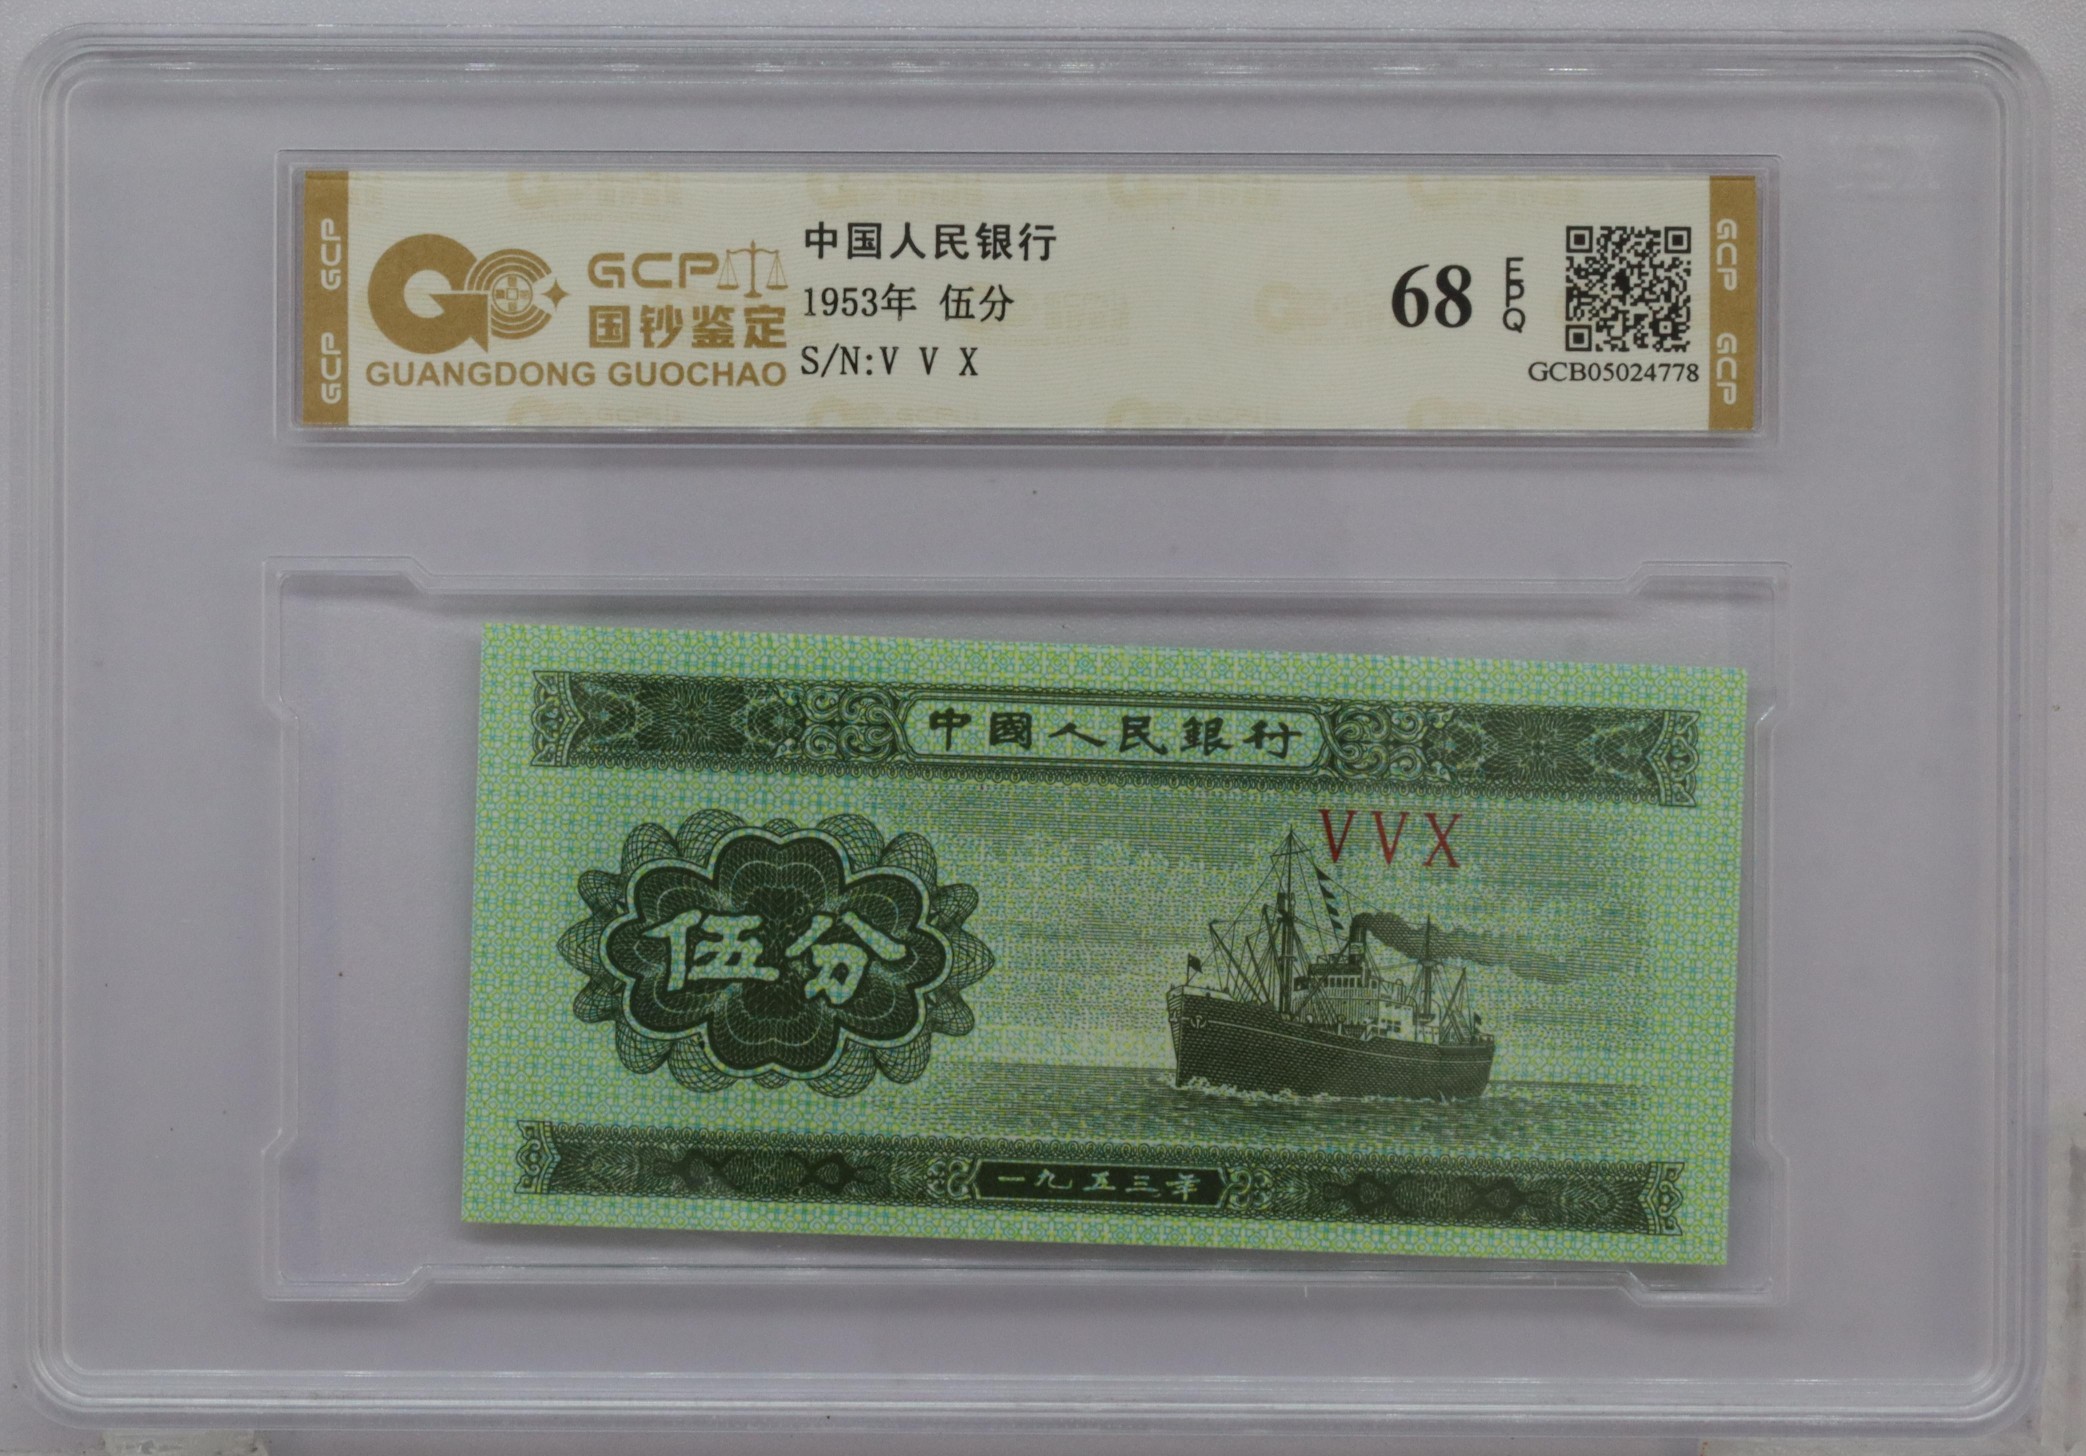 GCP GCP
GCP
国钞鉴定
GUANGDONG GUOCHAO
中国人民银行
1953年 伍分
S/N:V V X
68
EPQ
GCB05024778
GCP GCP
中國人民銀行
VVX
伍分
一九五三年